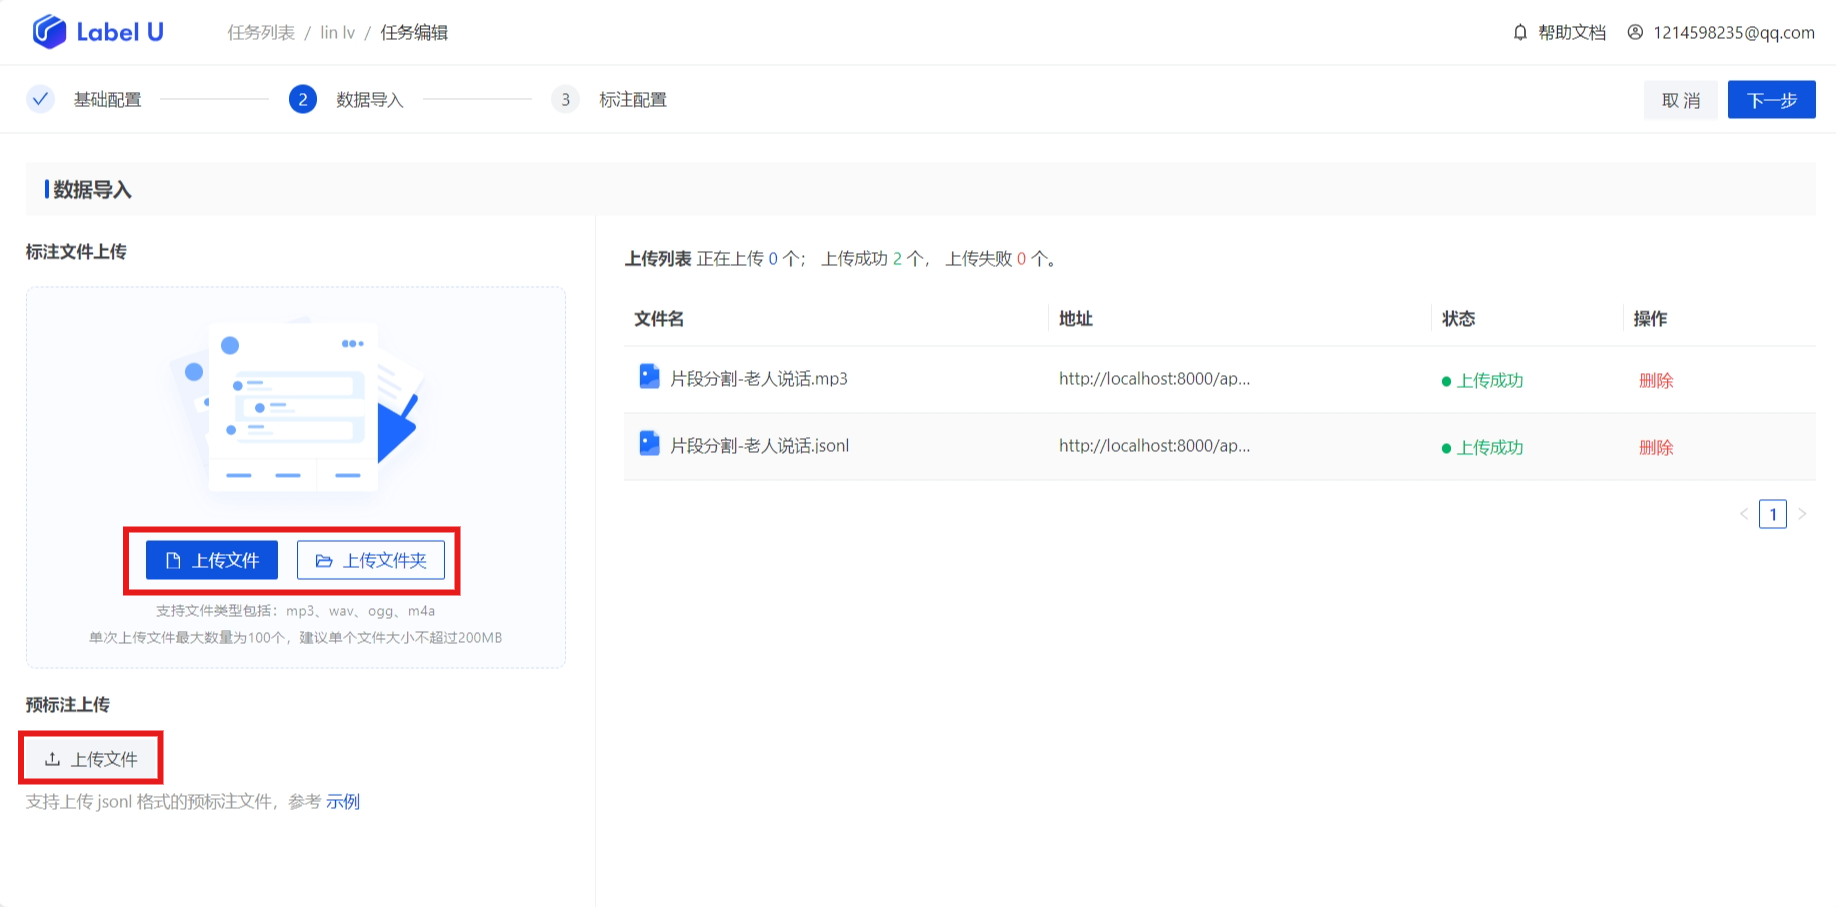 Label U
任务列表 / lin lv / 任务编辑
帮助文档
1214598235@qq.com
基础配置
2 数据导入
3 标注配置
取 消
下一步
数据导入
标注文件上传
上传文件
上传文件夹
支持文件类型包括：mp3、wav、ogg、m4a
单次上传文件最大数量为100个，建议单个文件大小不超过200MB
预标注上传
上传文件
支持上传 jsonl 格式的预标注文件，参考 示例
上传列表 正在上传 0 个； 上传成功 2 个， 上传失败 0 个。
文件名 地址 状态 操作
片段分割-老人说话.mp3 http://localhost:8000/ap... 上传成功 删除
片段分割-老人说话.jsonl http://localhost:8000/ap... 上传成功 删除
< 1 >